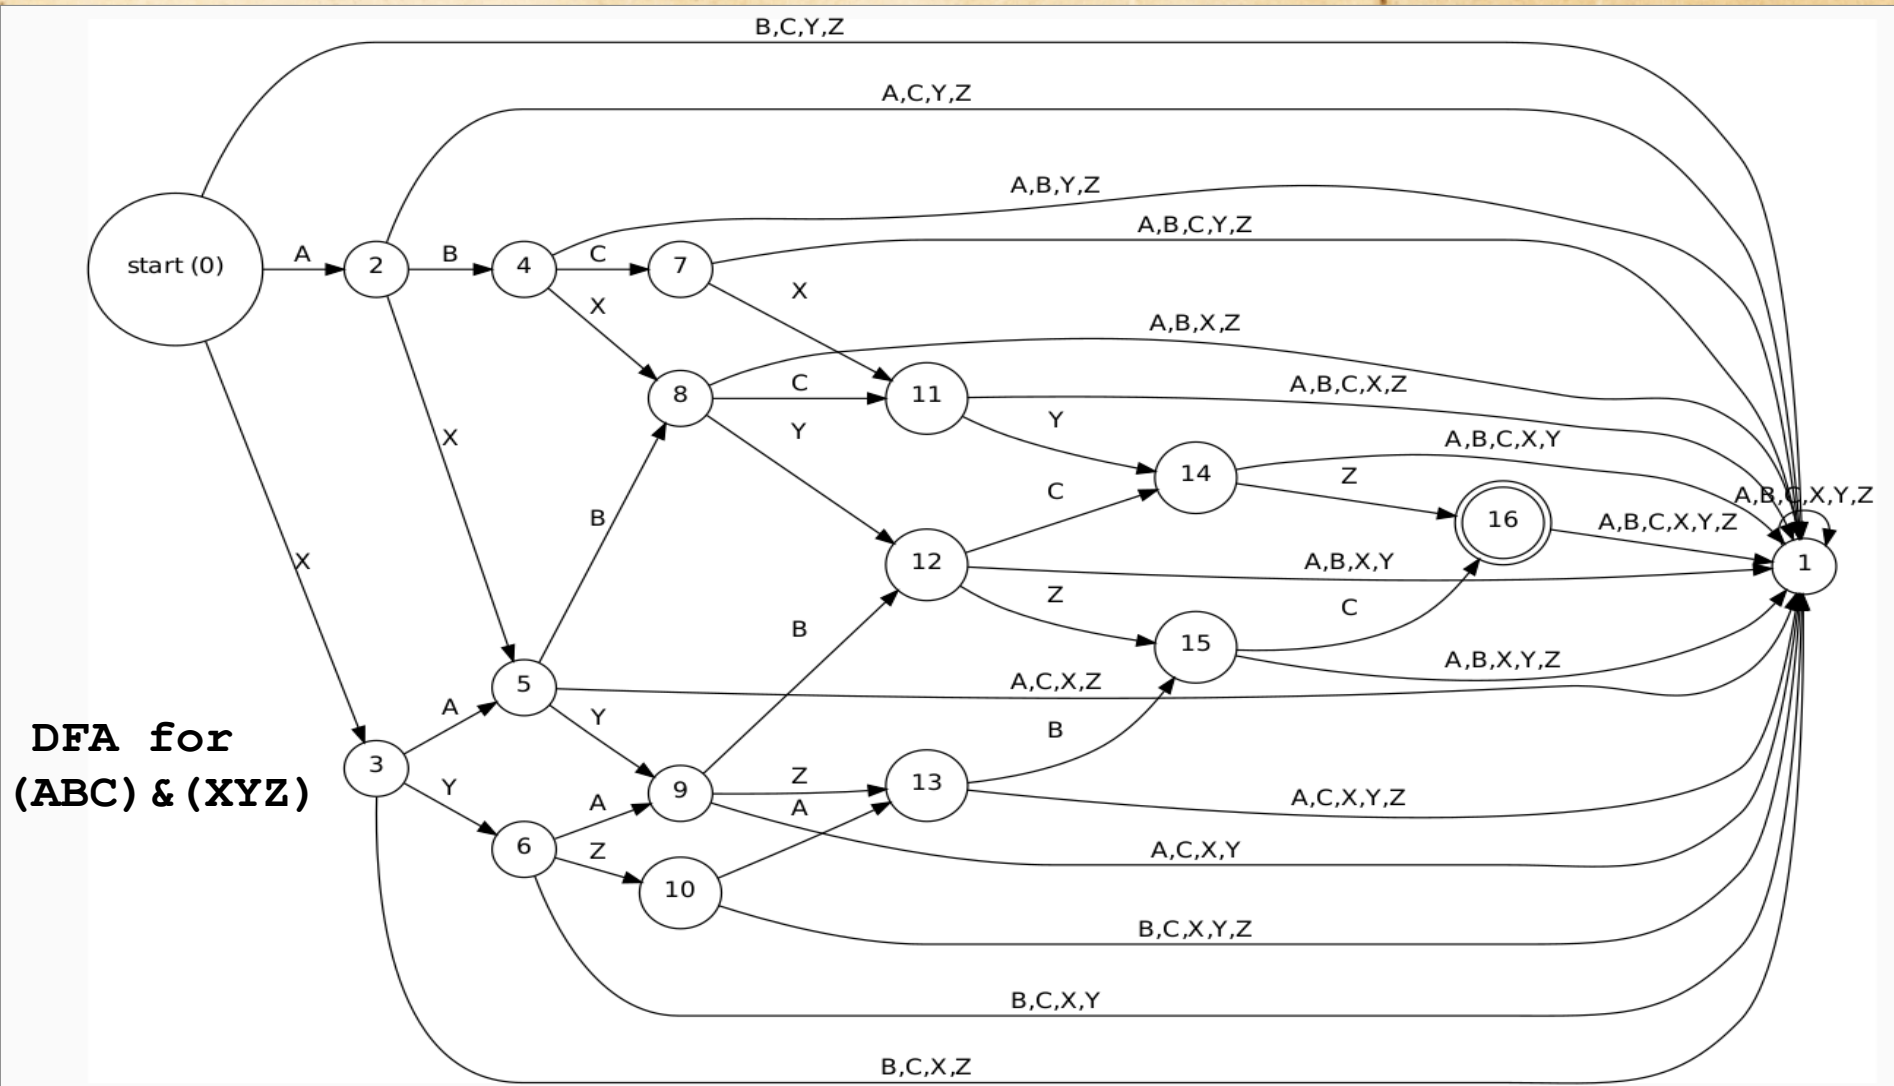 B,C,Y,Z
A,C,Y,Z
A,B,Y,Z
A,B,C,Y,Z
start (0)
A
2
B
4
C
7
X
X
A,B,X,Z
8
C
11
A,B,C,X,Z
Y
Y
X
A,B,C,X,Y
14
Z
C
A,B,C,X,Y,Z
16
A,B,C,X,Y,Z
B
X
12
A,B,X,Y
1
Z
C
B
15
A,B,X,Y,Z
5
A,C,X,Z
A
Y
B
DFA for
(ABC)&(XYZ)
3
Y
9
Z
13
A
A
A,C,X,Y,Z
6
Z
A,C,X,Y
10
B,C,X,Y,Z
B,C,X,Y
B,C,X,Z